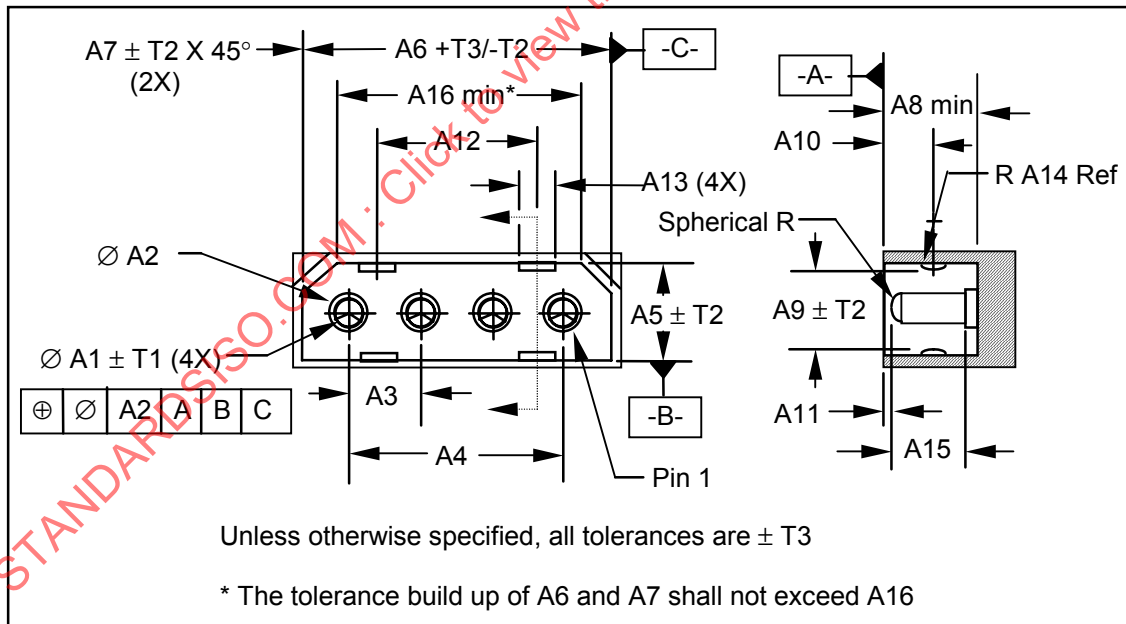 A7 ± T2 X 45°
(2X)
A6 +T3/-T2
-C-
A16 min*
A12
A13 (4X)
-A-
A8 min
A10
R A14 Ref
Spherical R
∅ A2
A5 ± T2
A9 ± T2
∅ A1 ± T1 (4X)
⊕ ∅ A2 A B C
A3
-B-
A11
A4
A15
Pin 1
Unless otherwise specified, all tolerances are ± T3
* The tolerance build up of A6 and A7 shall not exceed A16
STANDARDSISO.COM : Click to view